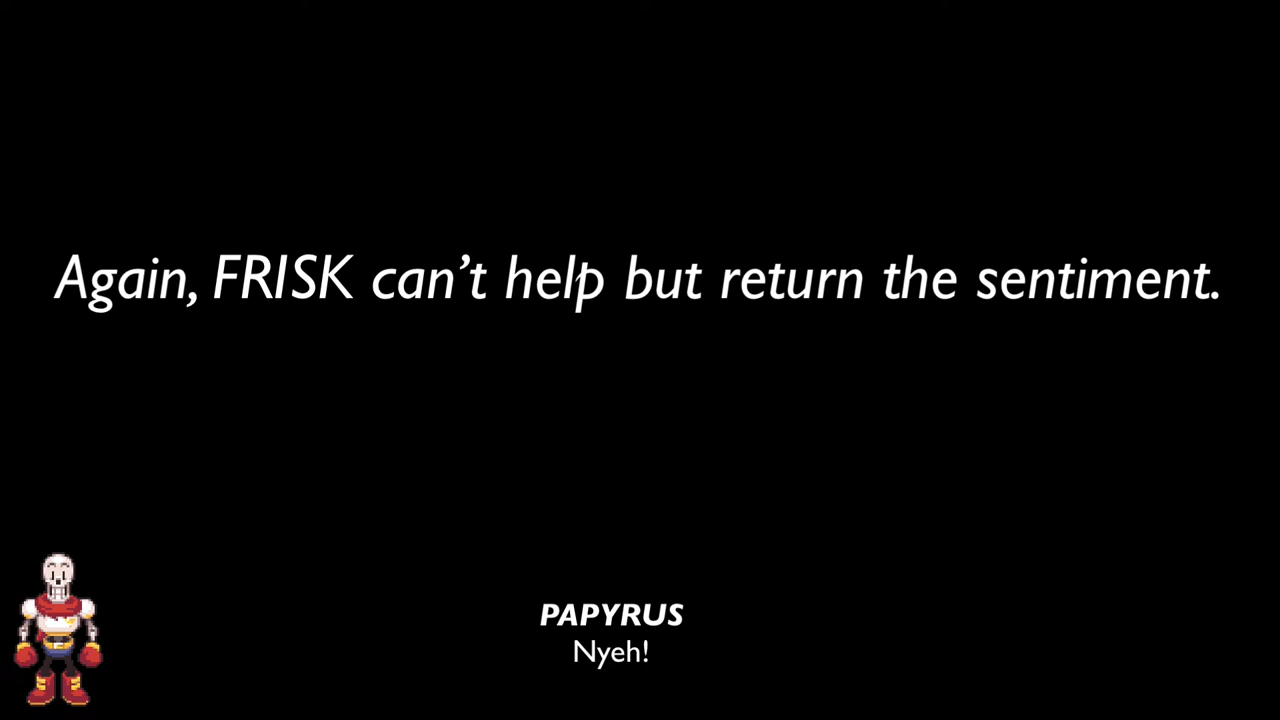 Again, FRISK can’t help but return the sentiment.
PAPYRUS
Nyeh!